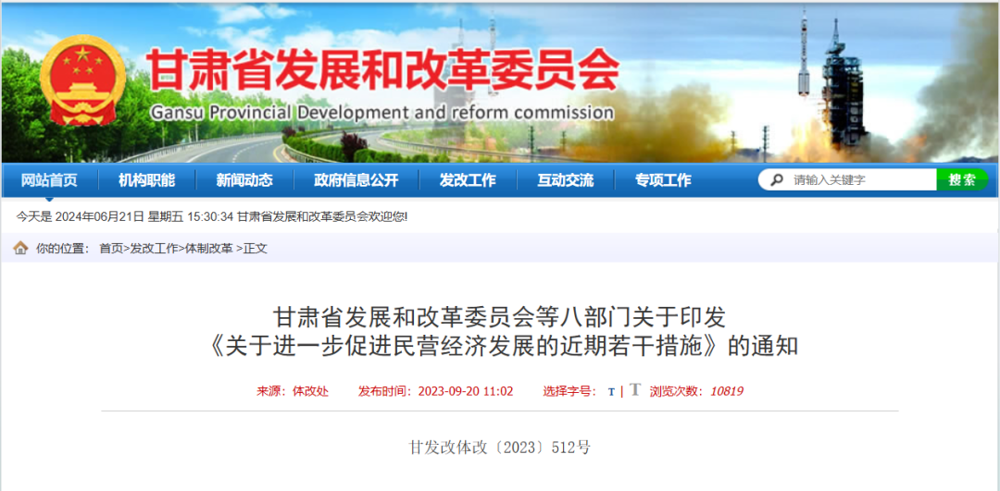 甘肃省发展和改革委员会
Gansu Provincial Development and reform commission
网站首页 机构职能 新闻动态 政府信息公开 发改工作 互动交流 专项工作 请输入关键字 搜索
今天是 2024年06月21日 星期五 15:30:34 甘肃省发展和改革委员会欢迎您!
你的位置： 首页>发改工作>体制改革 >正文
甘肃省发展和改革委员会等八部门关于印发
《关于进一步促进民营经济发展的近期若干措施》的通知
来源：体改处 发布时间：2023-09-20 11:02 选择字号： T | T 浏览次数：10819
甘发改体改〔2023〕512号